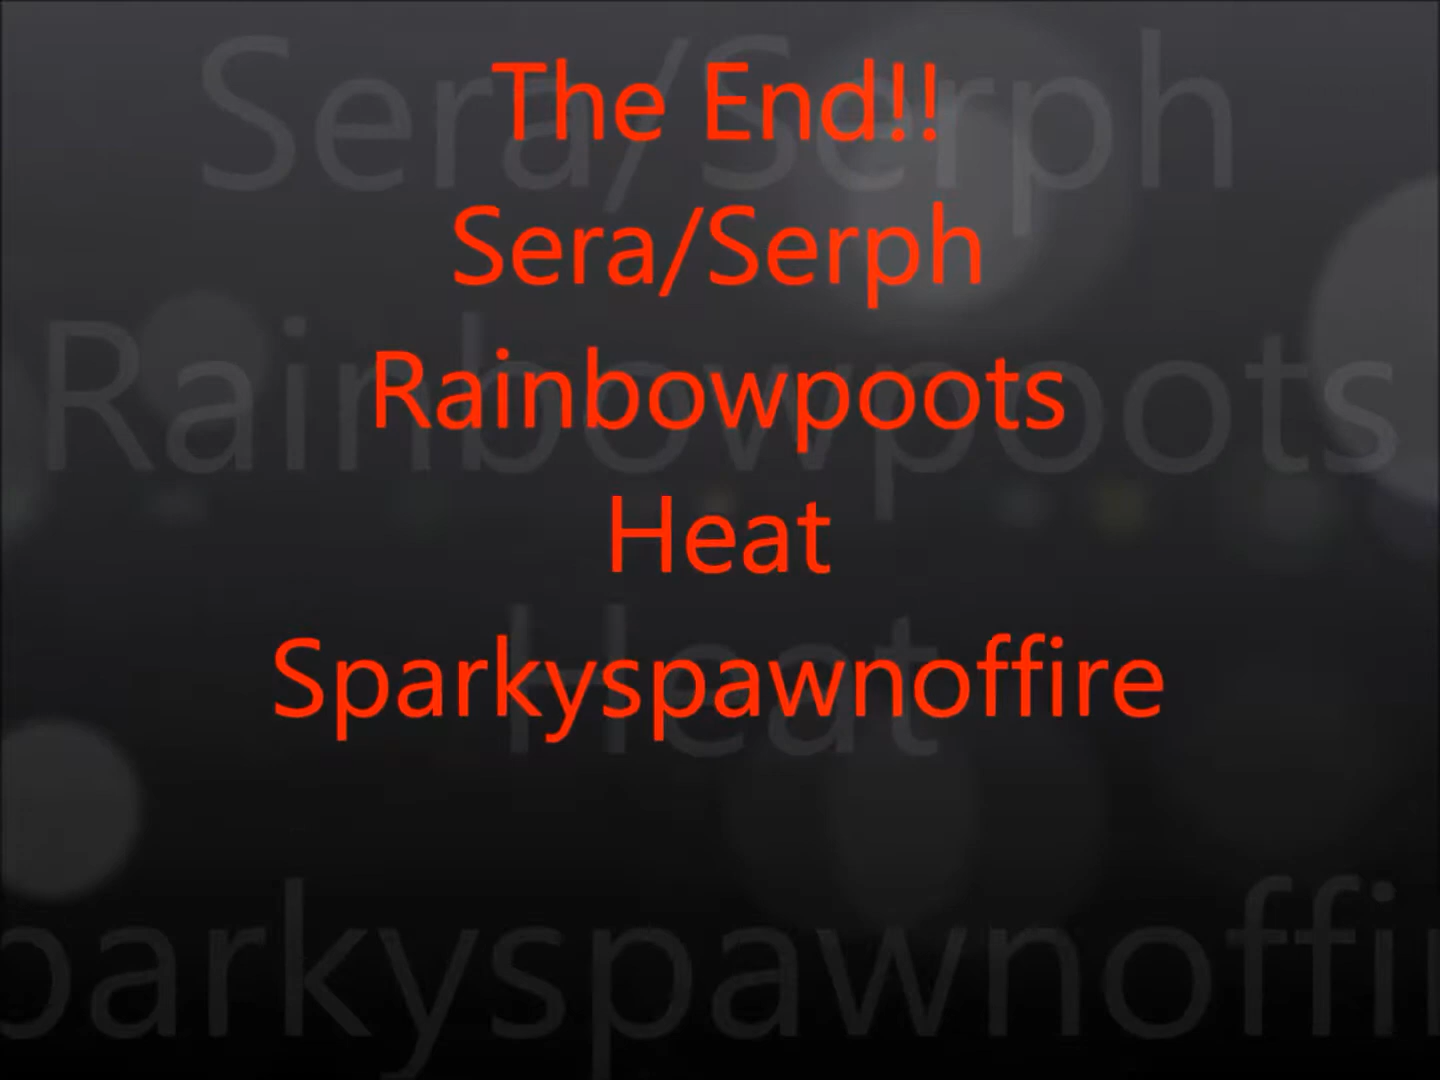 The End!!
Sera/Serph
Rainbowpoots
Heat
Sparkyspawnoffire